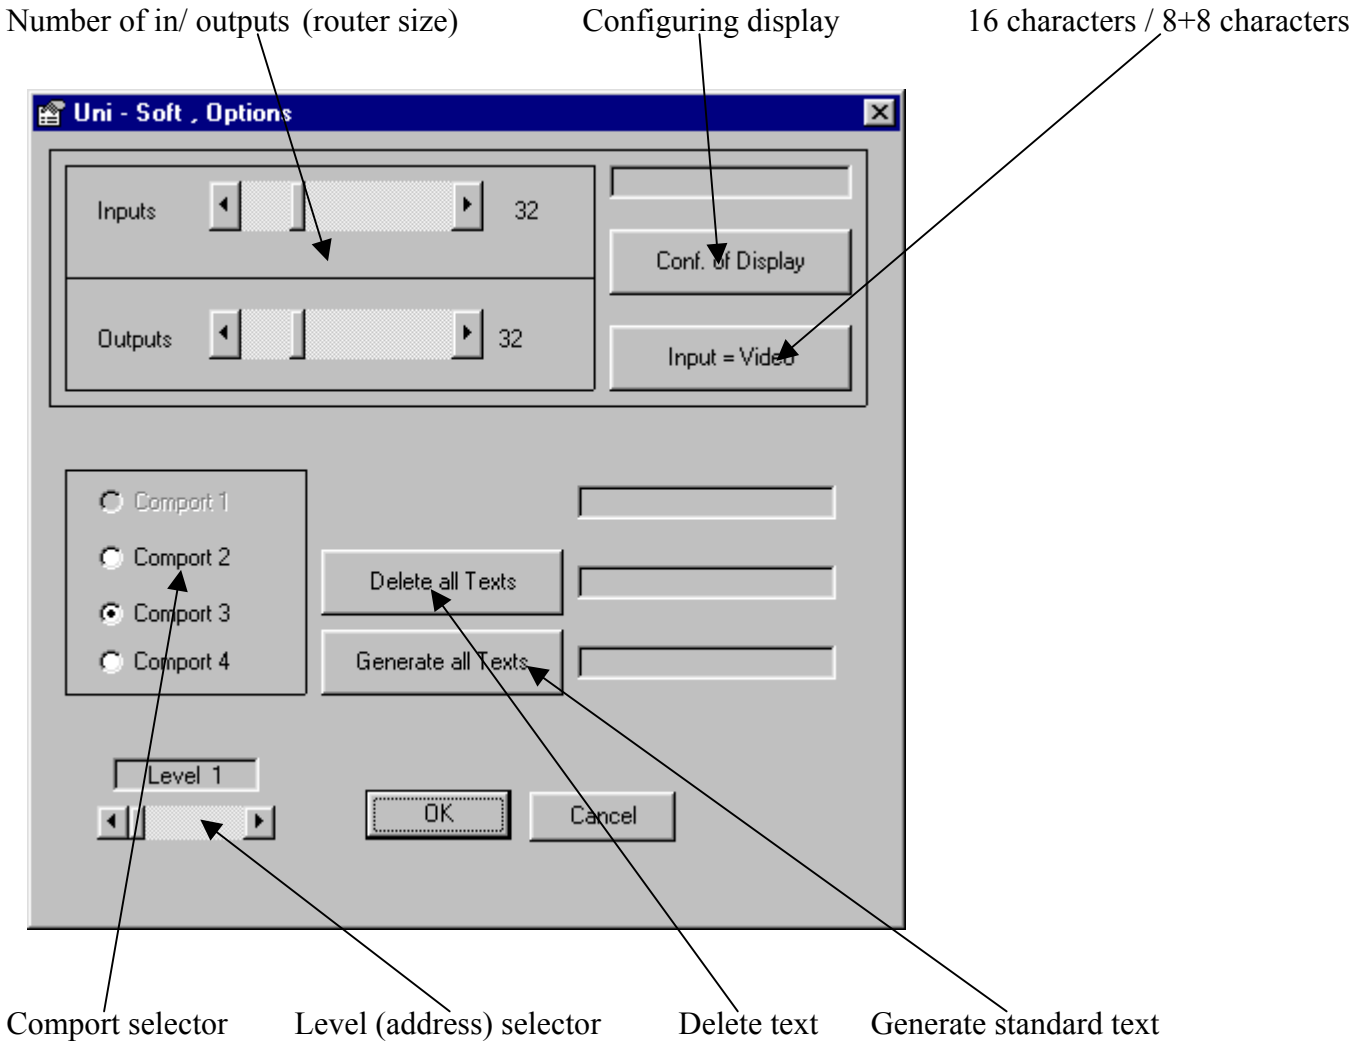 Number of in/ outputs (router size) Configuring display 16 characters / 8+8 characters
Uni - Soft , Options
Inputs 32
Conf. of Display
Outputs 32
Input = Video
Comport 1
Comport 2
Comport 3
Comport 4
Delete all Texts
Generate all Texts
Level 1
OK
Cancel
Comport selector Level (address) selector Delete text Generate standard text